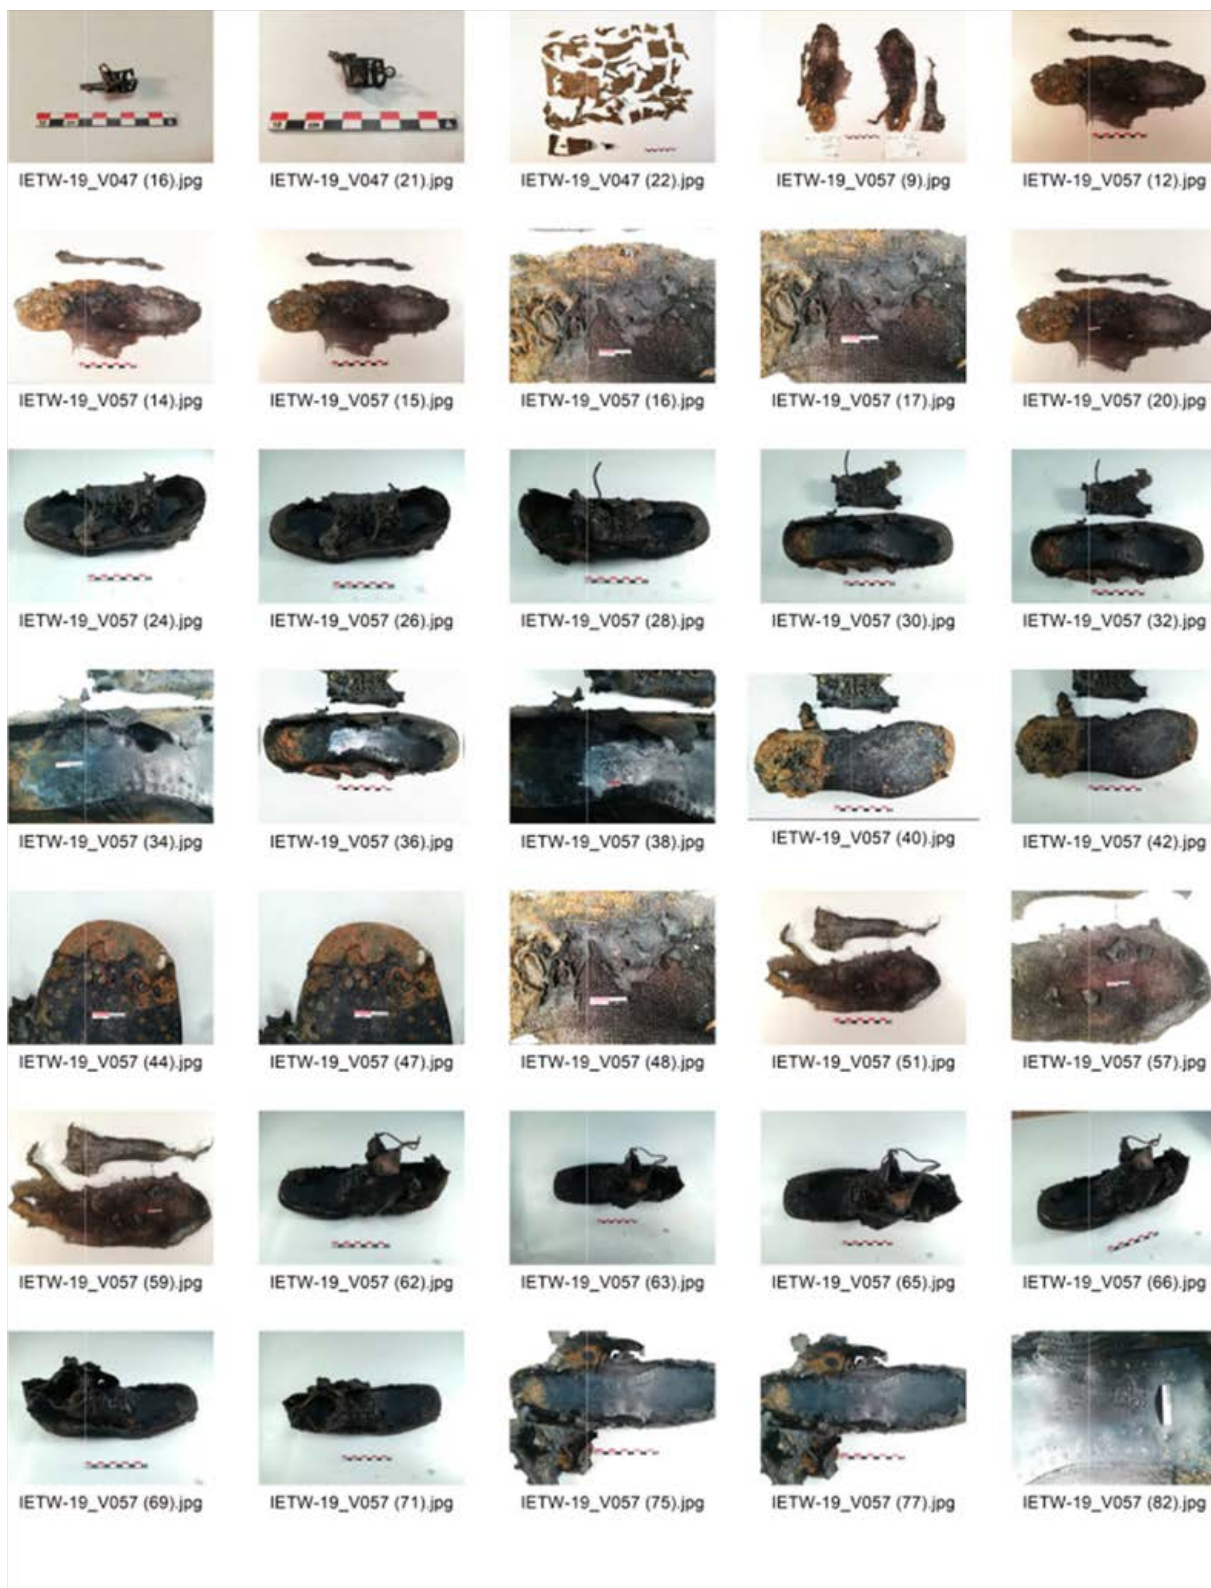 IETW-19_V047 (16).jpg IETW-19_V047 (21).jpg IETW-19_V047 (22).jpg IETW-19_V057 (9).jpg IETW-19_V057 (12).jpg
IETW-19_V057 (14).jpg IETW-19_V057 (15).jpg IETW-19_V057 (16).jpg IETW-19_V057 (17).jpg IETW-19_V057 (20).jpg
IETW-19_V057 (24).jpg IETW-19_V057 (26).jpg IETW-19_V057 (28).jpg IETW-19_V057 (30).jpg IETW-19_V057 (32).jpg
IETW-19_V057 (34).jpg IETW-19_V057 (36).jpg IETW-19_V057 (38).jpg IETW-19_V057 (40).jpg IETW-19_V057 (42).jpg
IETW-19_V057 (44).jpg IETW-19_V057 (47).jpg IETW-19_V057 (48).jpg IETW-19_V057 (51).jpg IETW-19_V057 (57).jpg
IETW-19_V057 (59).jpg IETW-19_V057 (62).jpg IETW-19_V057 (63).jpg IETW-19_V057 (65).jpg IETW-19_V057 (66).jpg
IETW-19_V057 (69).jpg IETW-19_V057 (71).jpg IETW-19_V057 (75).jpg IETW-19_V057 (77).jpg IETW-19_V057 (82).jpg